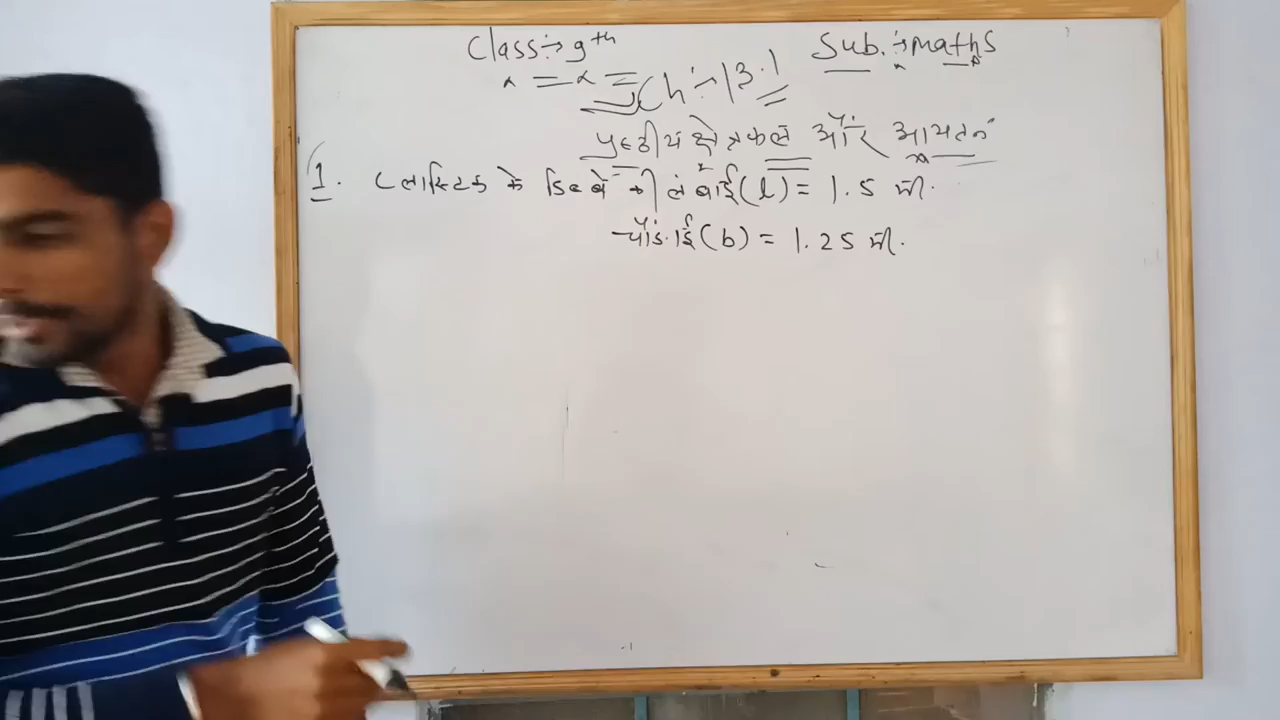 Class:→ 9th
Sub.:→ maths
Ch:→ 13.1
पृष्ठीय क्षेत्रफल और आयतन
1. प्लास्टिक के डिब्बे की लंबाई (l) = 1.5 मी.
चौड़ाई (b) = 1.25 मी.